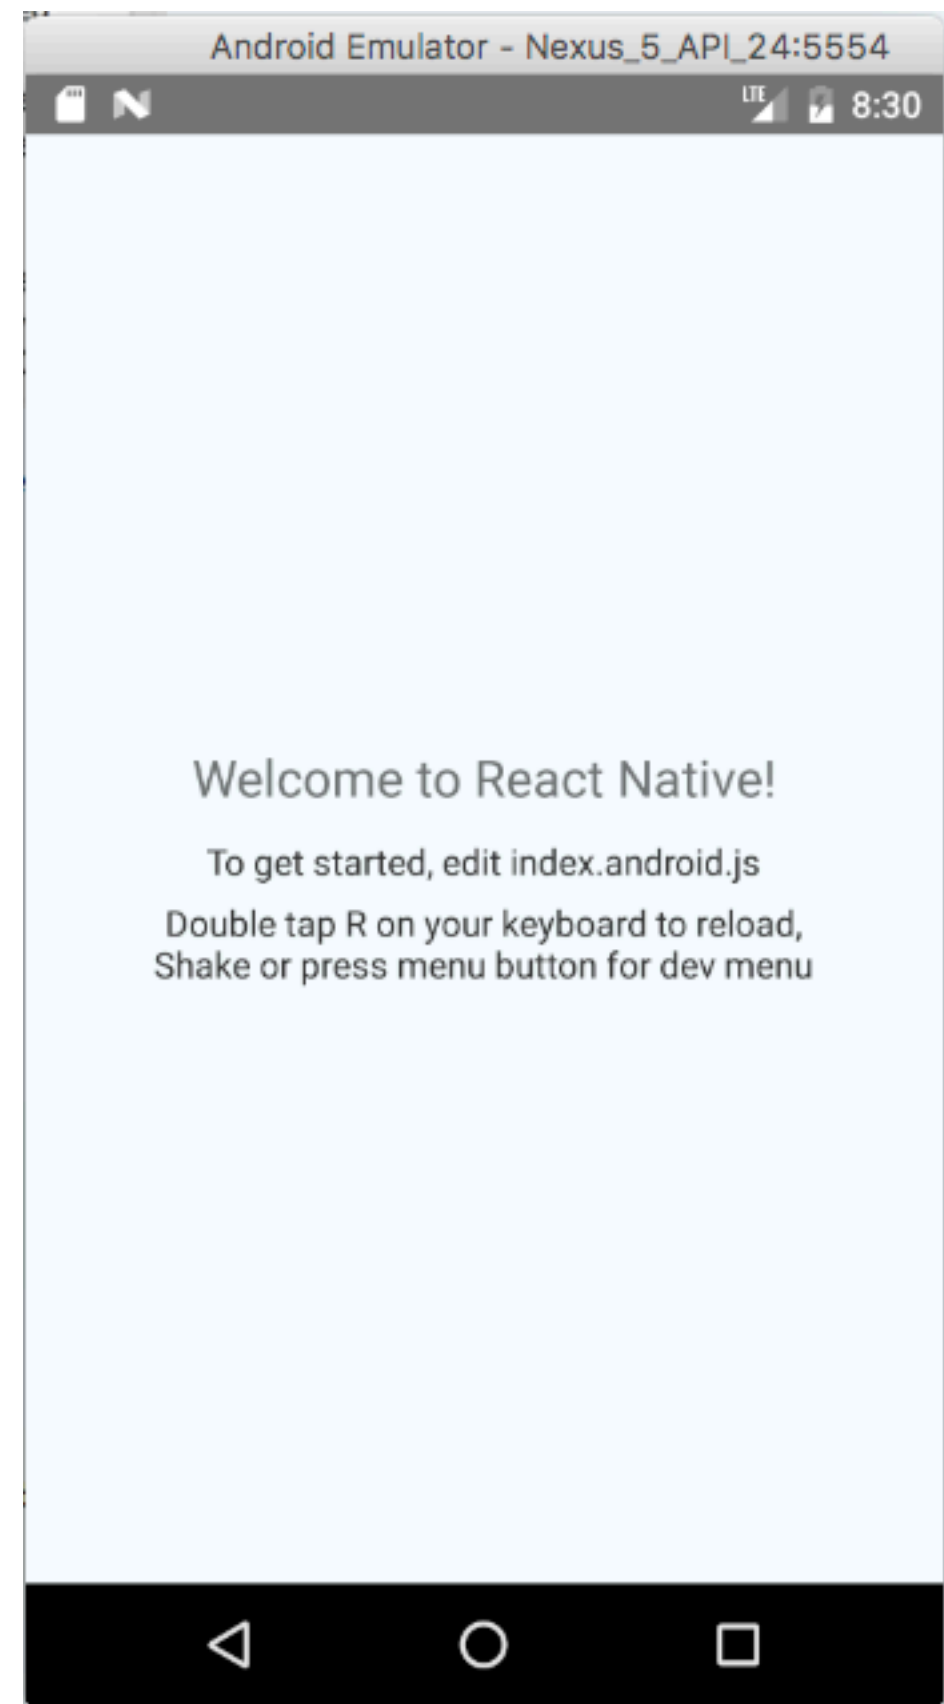 Android Emulator - Nexus_5_API_24:5554
LTE 8:30
Welcome to React Native!
To get started, edit index.android.js
Double tap R on your keyboard to reload,
Shake or press menu button for dev menu